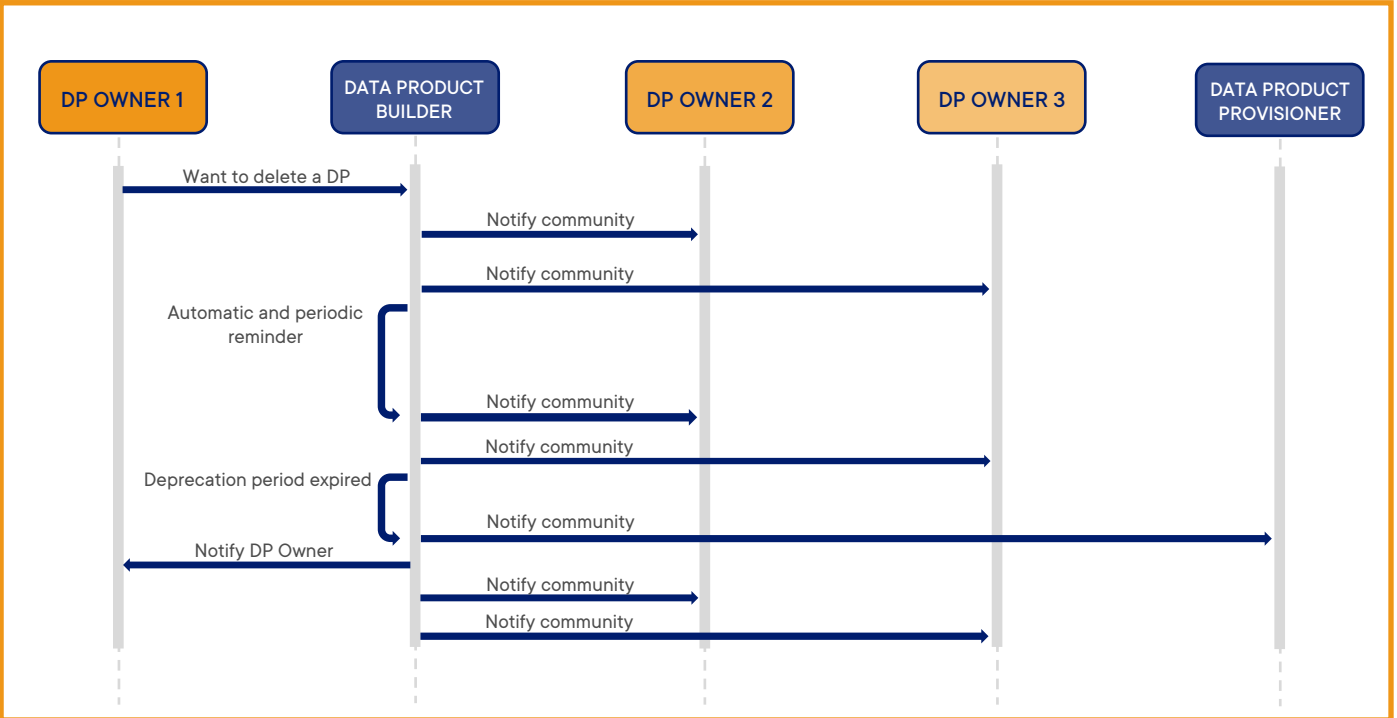 DP OWNER 1
DATA PRODUCT
BUILDER
DP OWNER 2
DP OWNER 3
DATA PRODUCT
PROVISIONER
Want to delete a DP
Notify community
Notify community
Automatic and periodic
reminder
Notify community
Notify community
Deprecation period expired
Notify community
Notify DP Owner
Notify community
Notify community